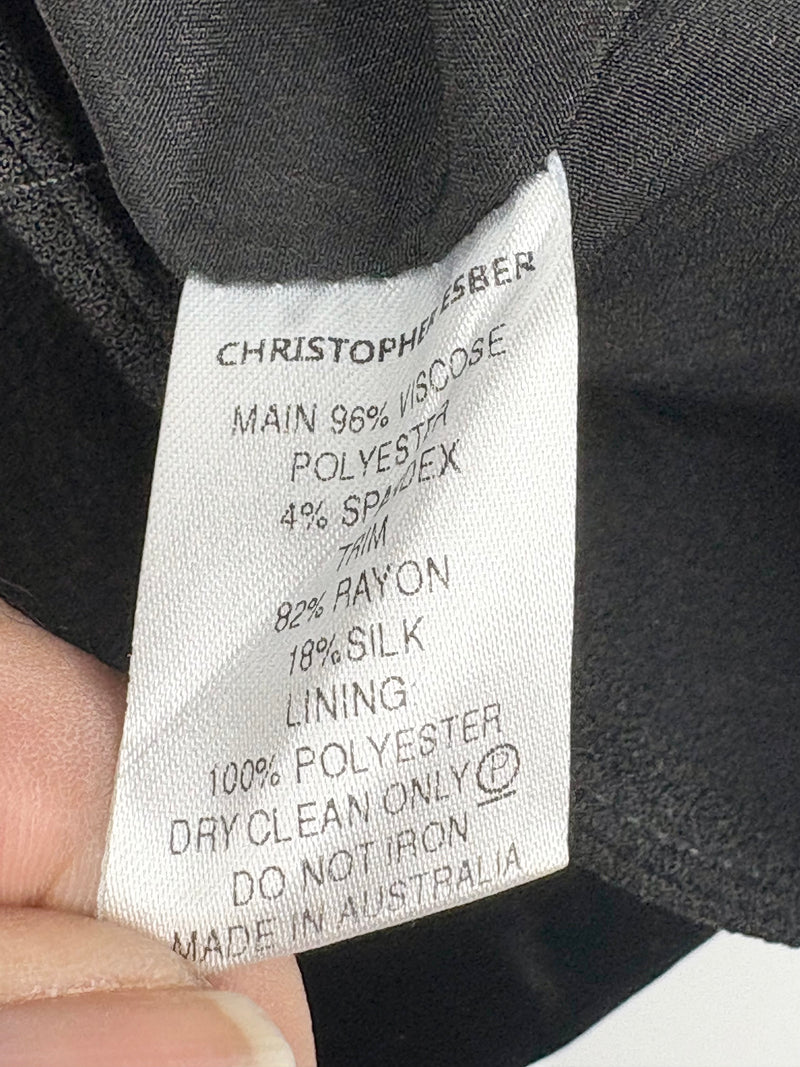 CHRISTOPHER ESBER
MAIN 96% VISCOSE
POLYESTER
4% SPANDEX
TRIM
82% RAYON
18% SILK
LINING:
100% POLYESTER
DRY CLEAN ONLY P
DO NOT IRON
MADE IN AUSTRALIA